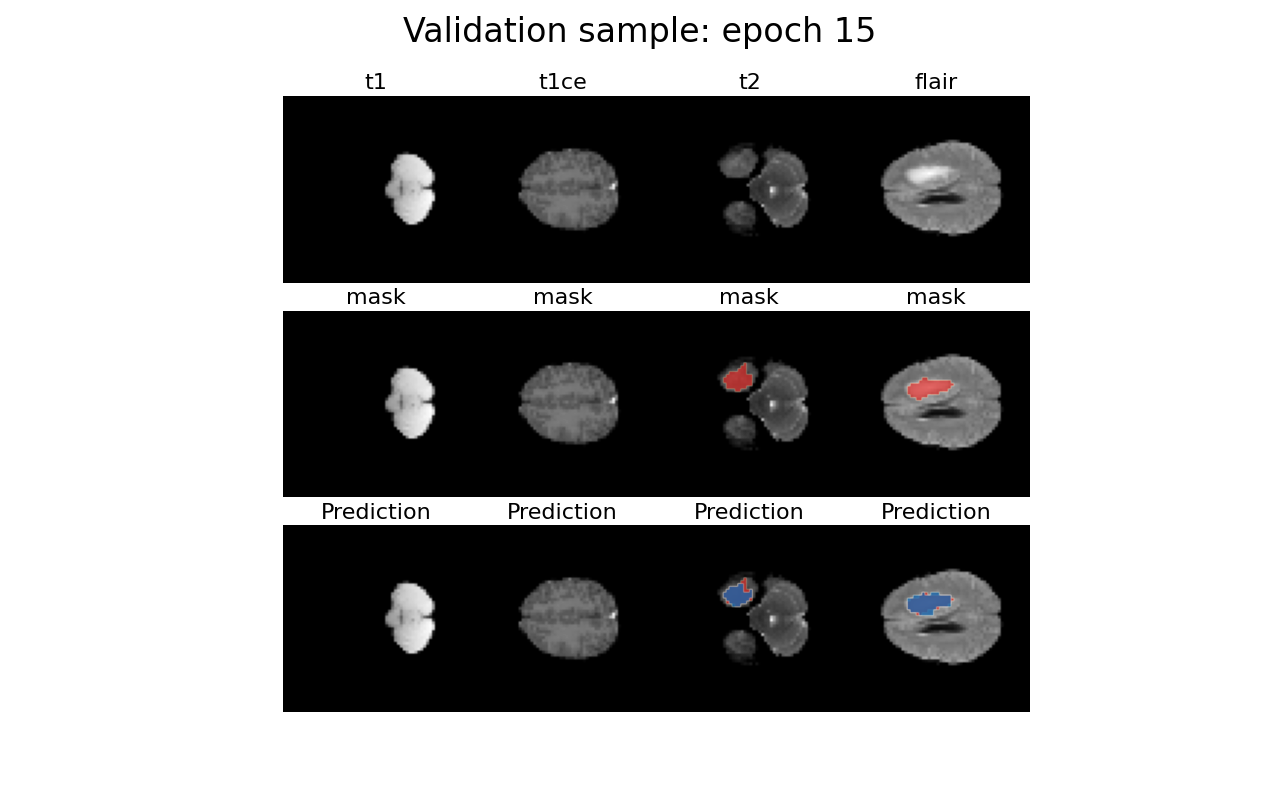 Validation sample: epoch 15
t1 t1ce t2 flair
mask mask mask mask
Prediction Prediction Prediction Prediction